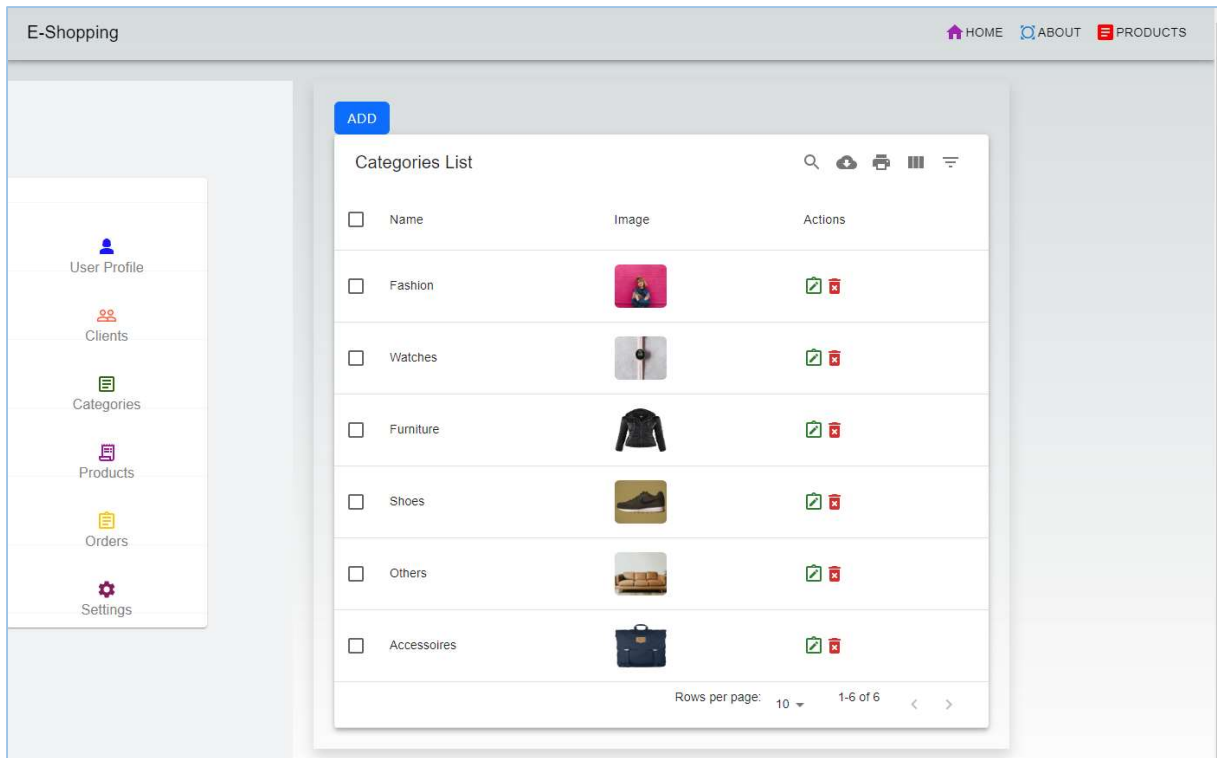 E-Shopping
HOME ABOUT PRODUCTS
User Profile
Clients
Categories
Products
Orders
Settings
ADD
Categories List
Name Image Actions
Fashion
Watches
Furniture
Shoes
Others
Accessoires
Rows per page: 10 1-6 of 6